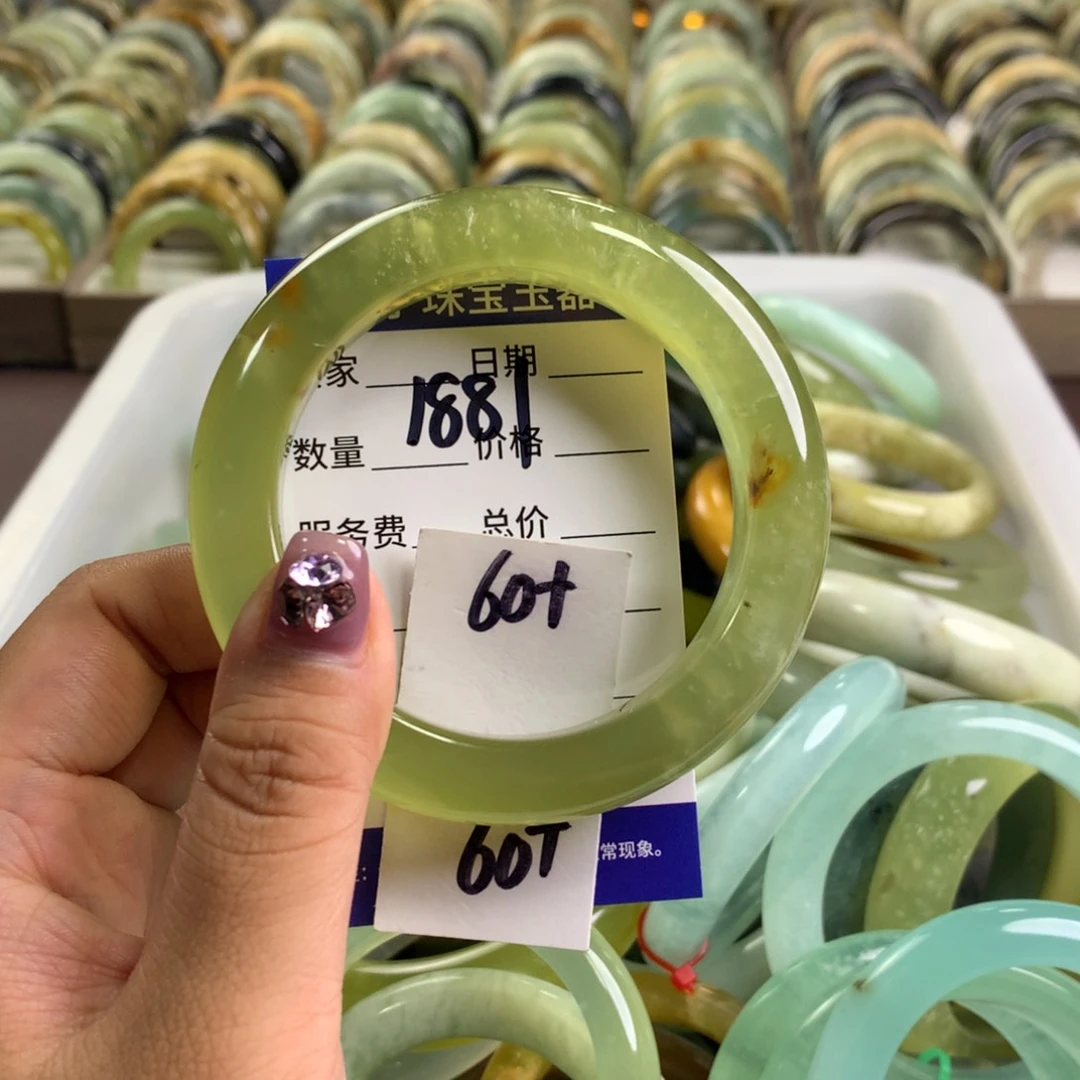 珠宝玉器
家 日期
1881
数量 价格
服务费 总价
60+
60T
常现象。